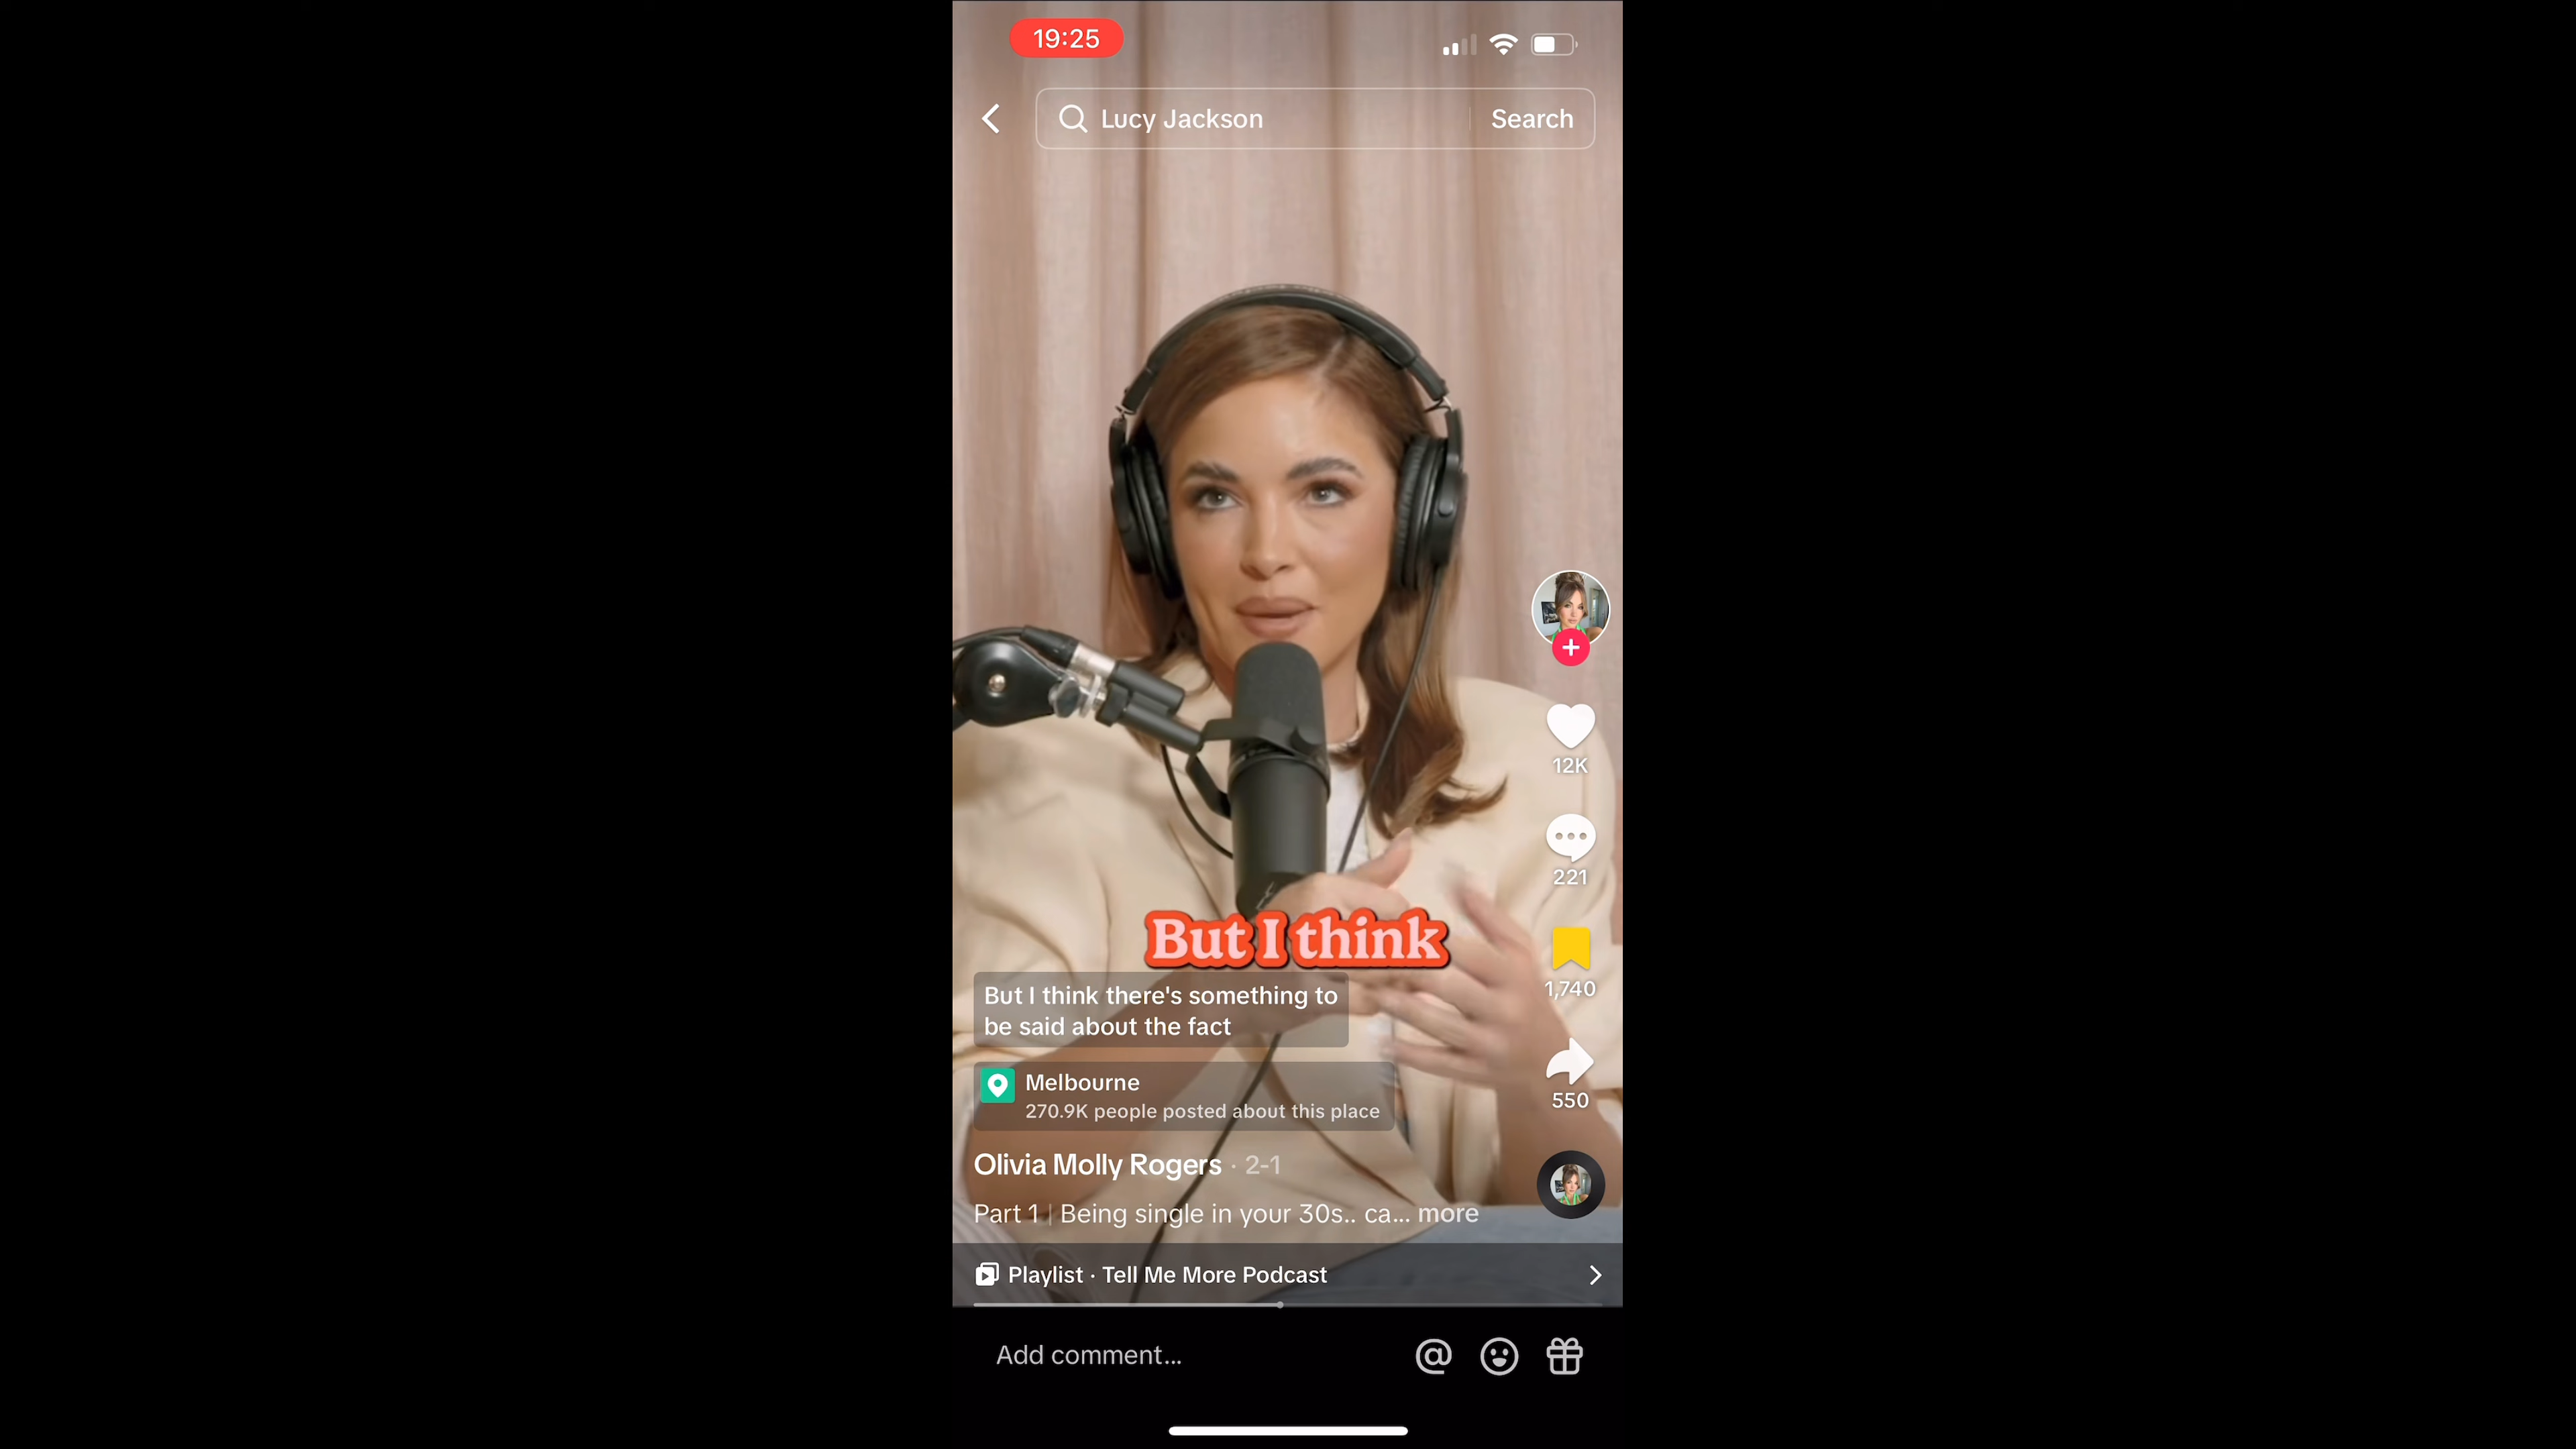 19:25
Lucy Jackson
Search
12K
221
1,740
550
But I think
But I think there's something to
be said about the fact
Melbourne
270.9K people posted about this place
Olivia Molly Rogers · 2-1
Part 1 | Being single in your 30s.. ca... more
Playlist · Tell Me More Podcast
Add comment...